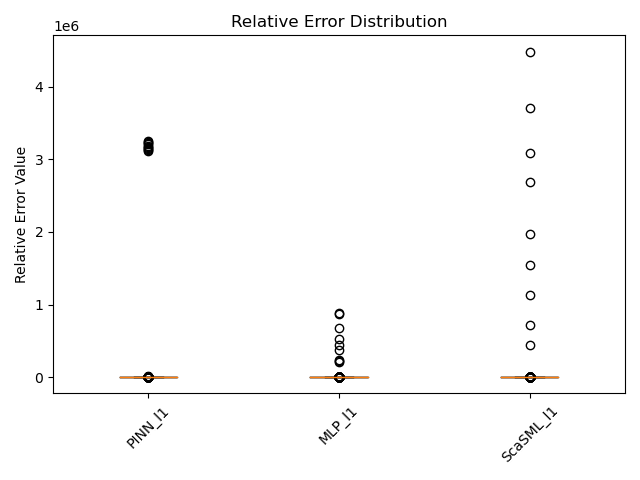 Relative Error Distribution
1e6
Relative Error Value
4
3
2
1
0
PINN_l1
MLP_l1
ScaSML_l1